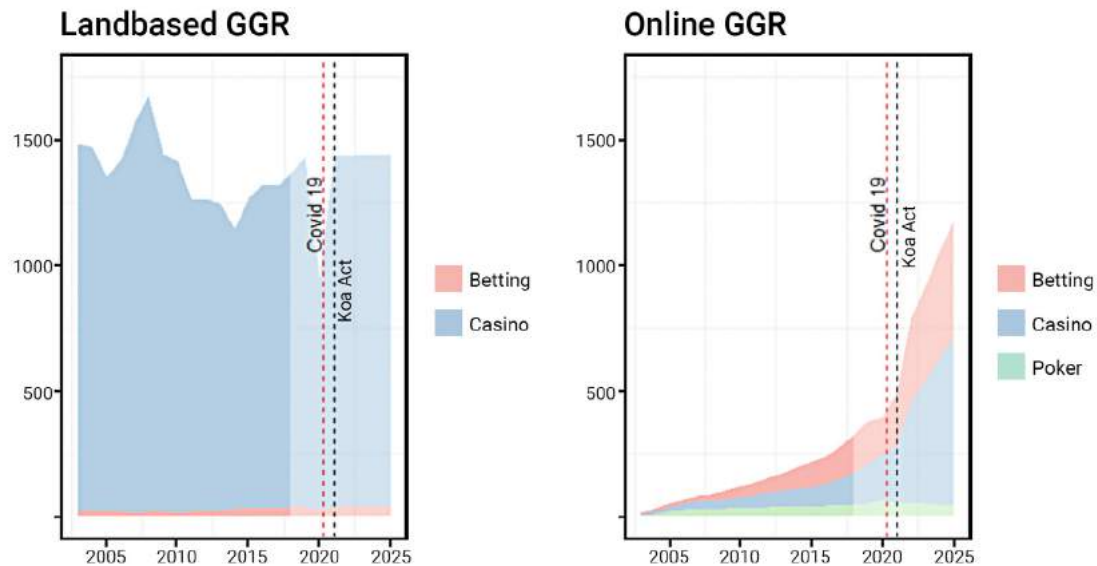 Landbased GGR
1500
1000
500
2005 2010 2015 2020 2025
Covid 19
Koa Act
Betting
Casino
Online GGR
1500
1000
500
2005 2010 2015 2020 2025
Covid 19
Koa Act
Betting
Casino
Poker